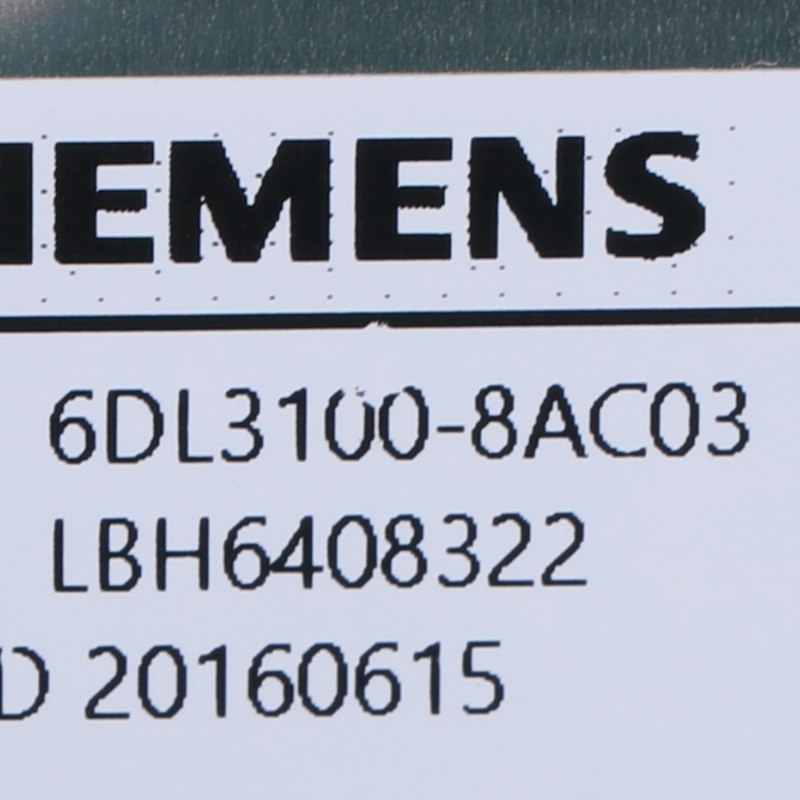 IEMENS
6DL3100-8AC03
LBH6408322
D 20160615